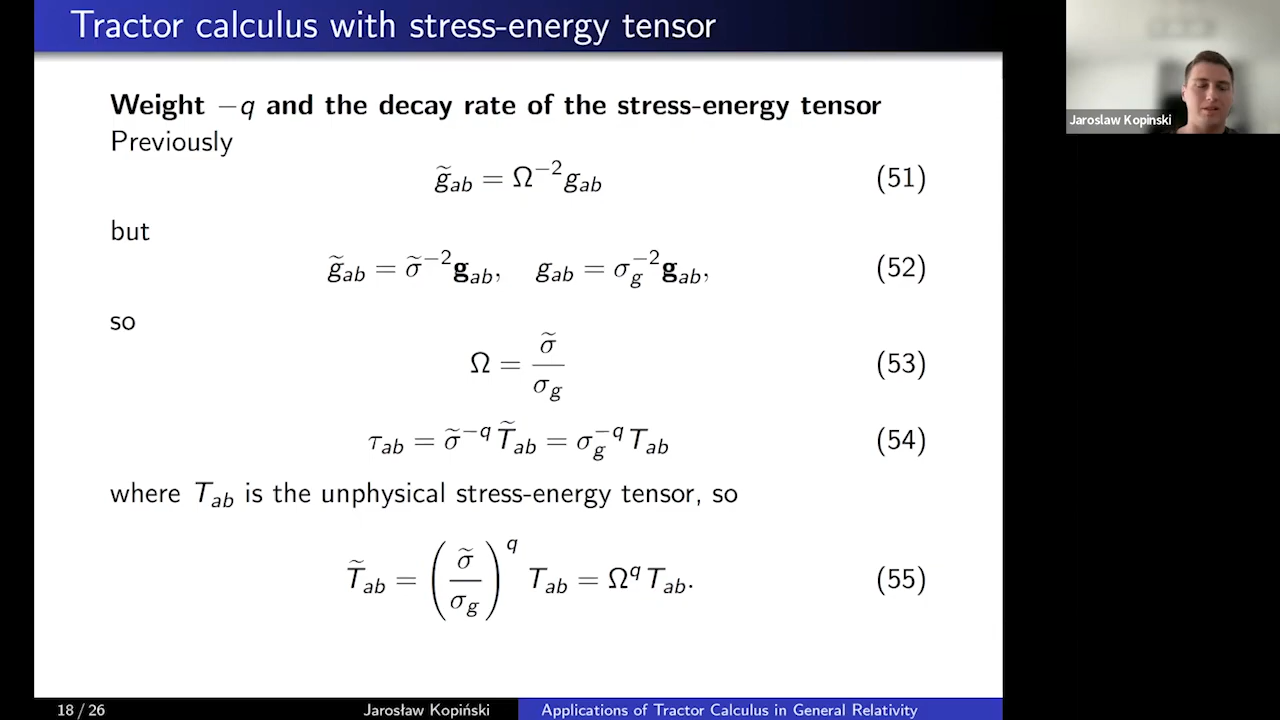 Tractor calculus with stress-energy tensor
Jaroslaw Kopinski
Weight −q and the decay rate of the stress-energy tensor
Previously
g̃_ab = Ω^−2 g_ab (51)
but
g̃_ab = σ̃^−2 𝐠_ab, g_ab = σ_g^−2 𝐠_ab, (52)
so
Ω = σ̃ / σ_g (53)
τ_ab = σ̃^−q T̃_ab = σ_g^−q T_ab (54)
where T_ab is the unphysical stress-energy tensor, so
T̃_ab = (σ̃ / σ_g)^q T_ab = Ω^q T_ab. (55)
18 / 26 Jarosław Kopiński Applications of Tractor Calculus in General Relativity